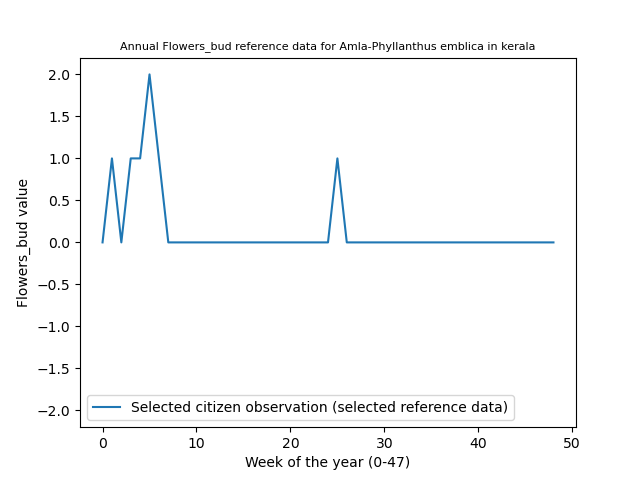 Annual Flowers_bud reference data for Amla-Phyllanthus emblica in kerala
2.0
1.5
1.0
0.5
0.0
−0.5
−1.0
−1.5
−2.0
Flowers_bud value
Selected citizen observation (selected reference data)
0 10 20 30 40 50
Week of the year (0-47)